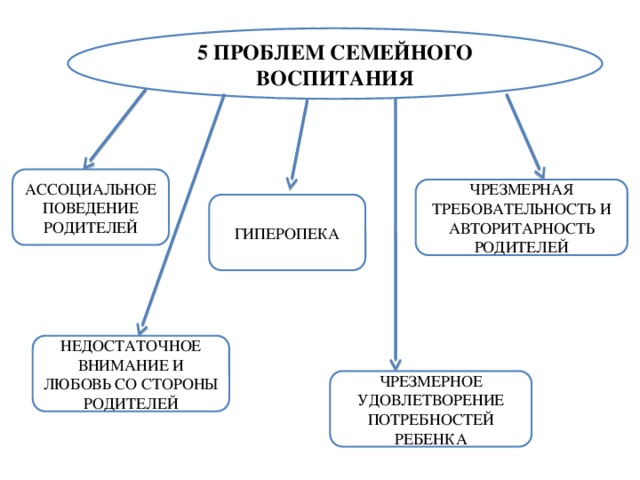 5 ПРОБЛЕМ СЕМЕЙНОГО
ВОСПИТАНИЯ
АССОЦИАЛЬНОЕ
ПОВЕДЕНИЕ
РОДИТЕЛЕЙ
ГИПЕРОПЕКА
ЧРЕЗМЕРНАЯ
ТРЕБОВАТЕЛЬНОСТЬ И
АВТОРИТАРНОСТЬ
РОДИТЕЛЕЙ
НЕДОСТАТОЧНОЕ
ВНИМАНИЕ И
ЛЮБОВЬ СО СТОРОНЫ
РОДИТЕЛЕЙ
ЧРЕЗМЕРНОЕ
УДОВЛЕТВОРЕНИЕ
ПОТРЕБНОСТЕЙ
РЕБЕНКА